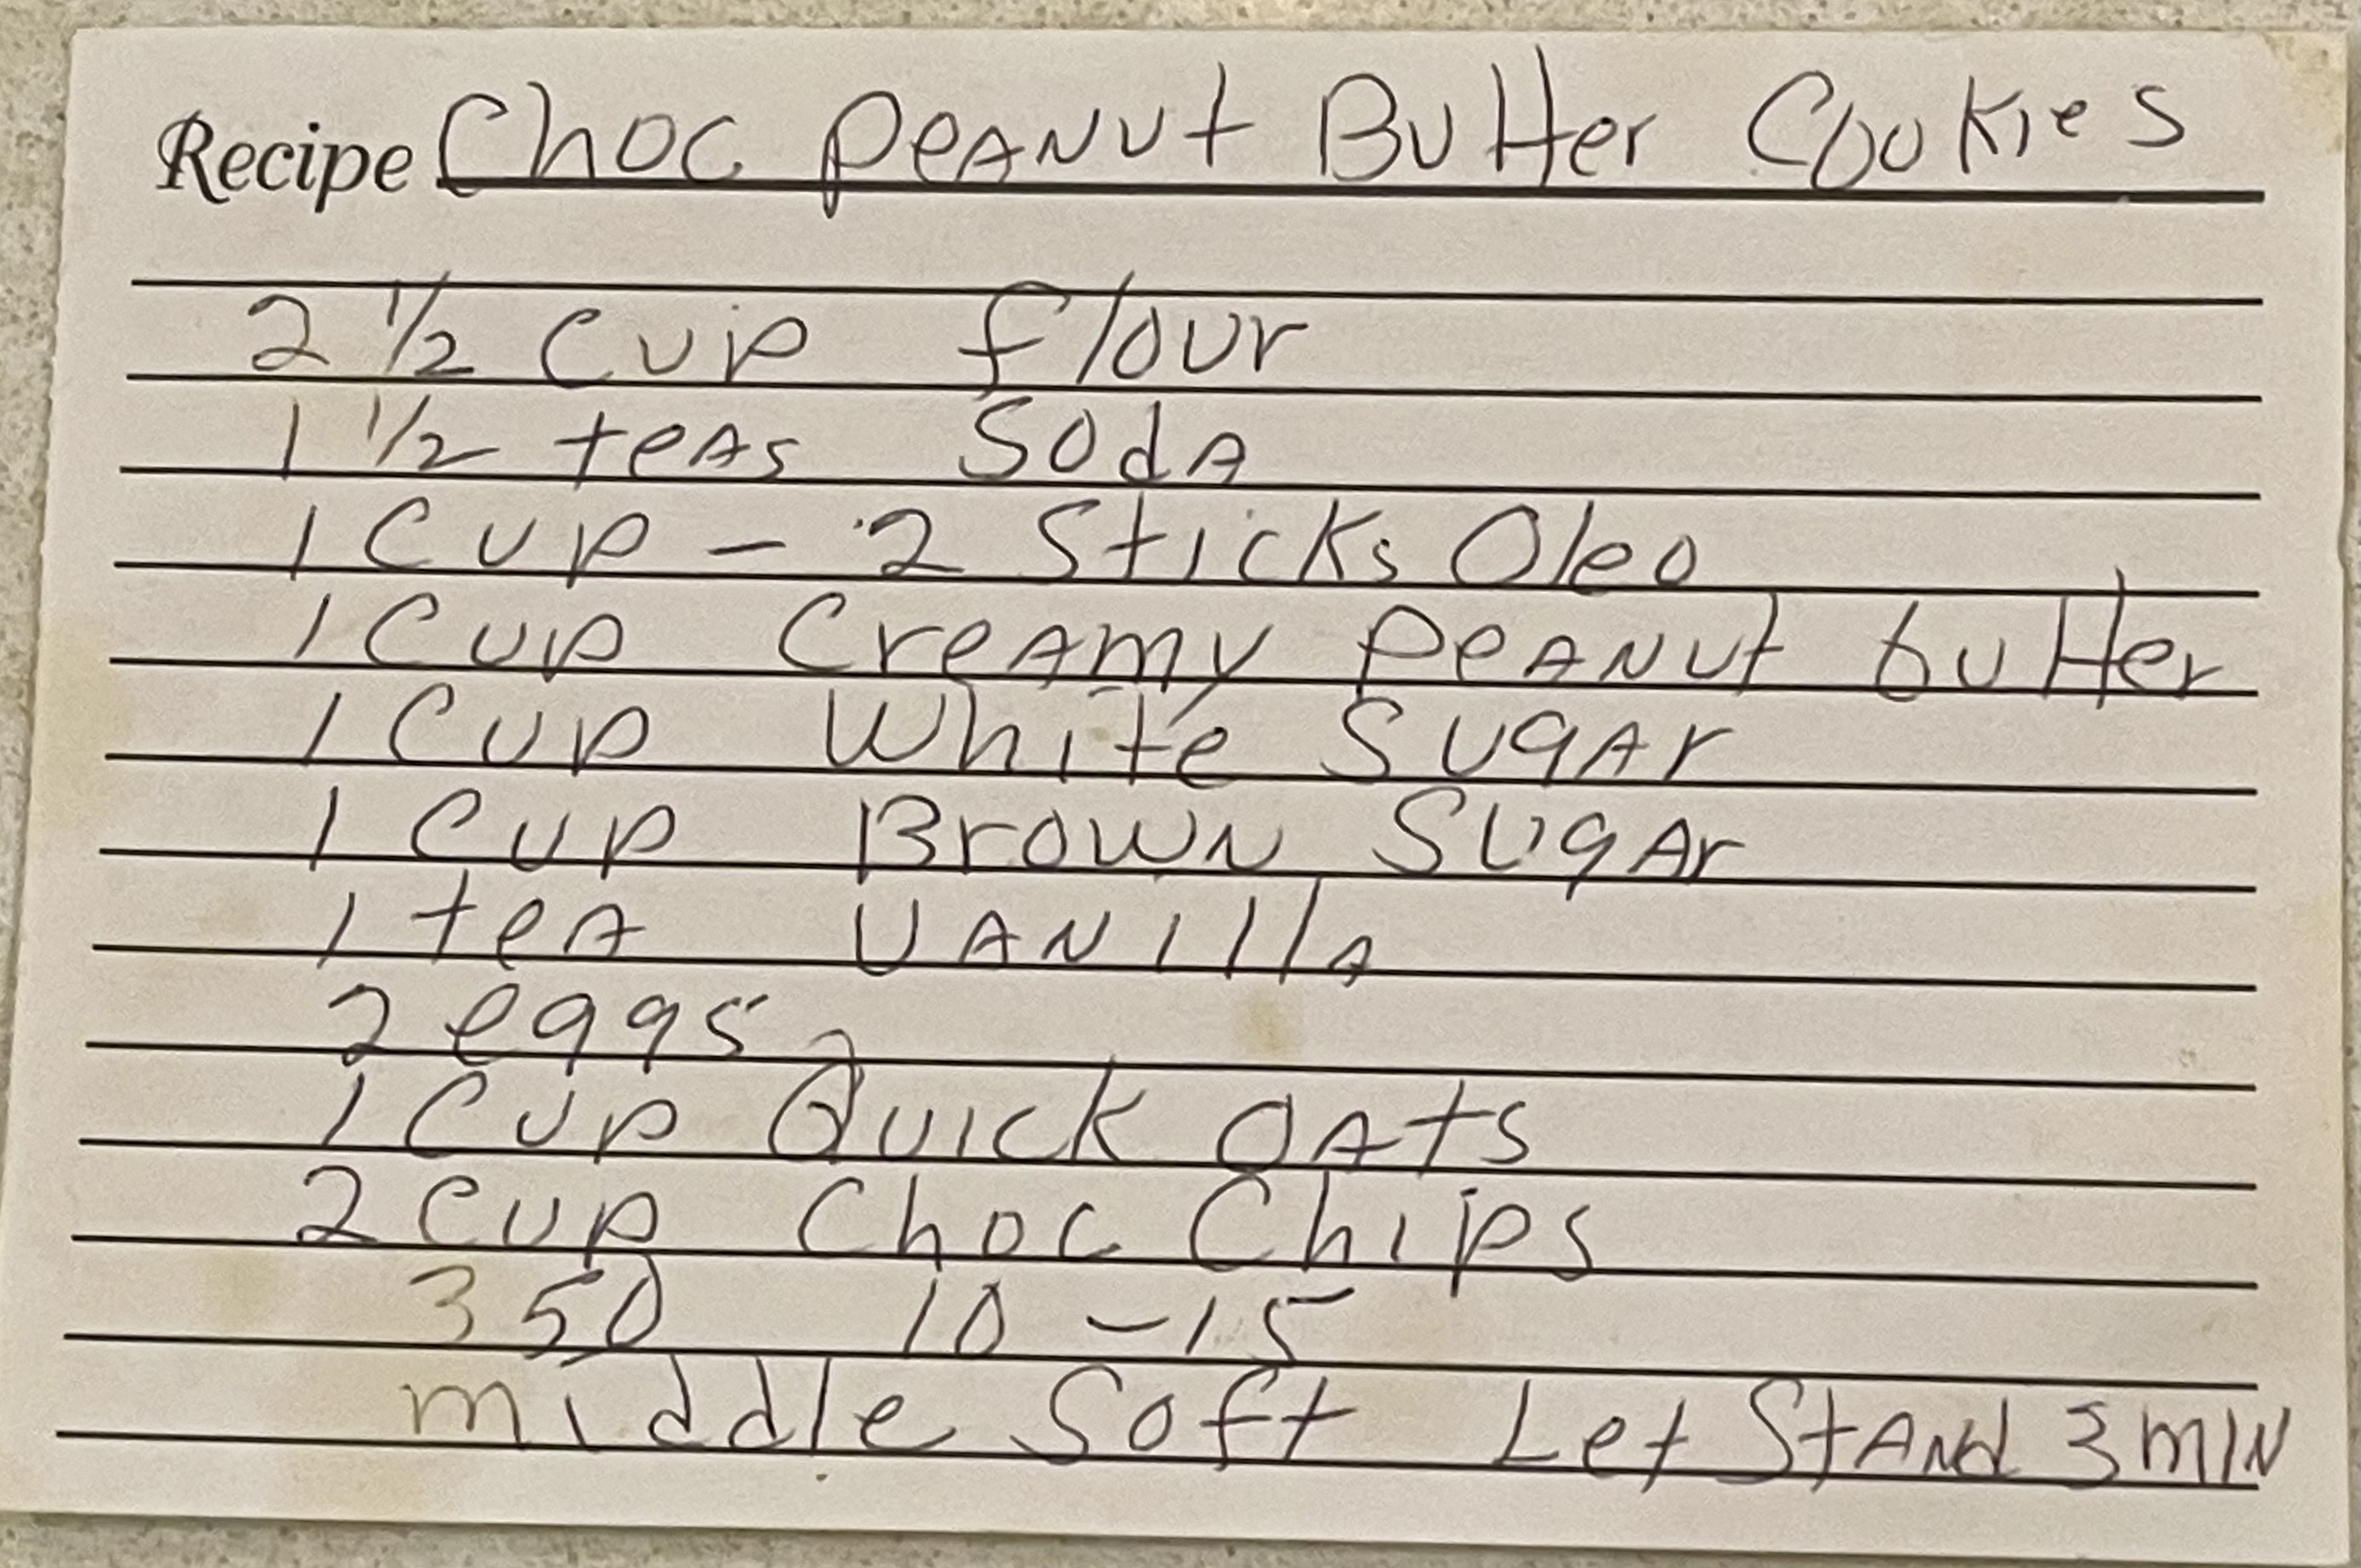 Recipe Choc Peanut Butter Cookies
2 1/2 Cup flour
1 1/2 teas Soda
1 Cup - 2 Sticks Oleo
1 Cup Creamy Peanut butter
1 Cup White Sugar
1 Cup Brown Sugar
1 tea Vanilla
2 eggs
1 Cup Quick Oats
2 Cup Choc Chips
350 10-15
middle Soft Let Stand 3 min